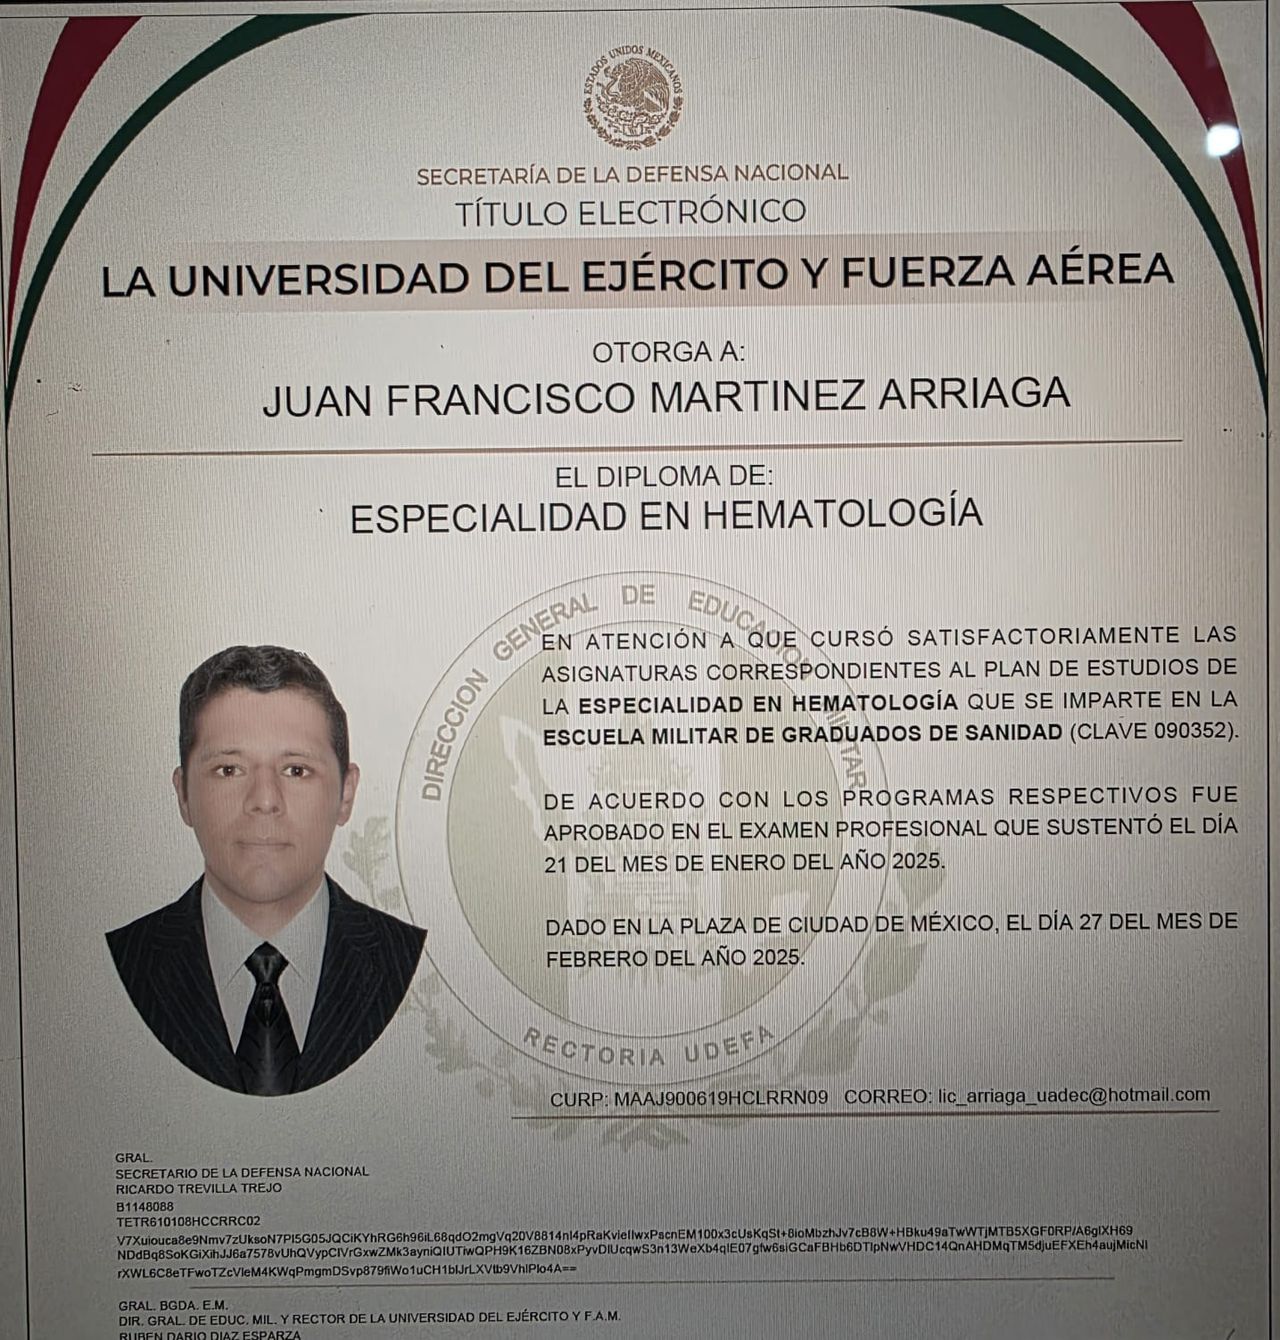 ESTADOS UNIDOS MEXICANOS
SECRETARÍA DE LA DEFENSA NACIONAL
TÍTULO ELECTRÓNICO
LA UNIVERSIDAD DEL EJÉRCITO Y FUERZA AÉREA
OTORGA A:
JUAN FRANCISCO MARTINEZ ARRIAGA
EL DIPLOMA DE:
ESPECIALIDAD EN HEMATOLOGÍA
DIRECCION GENERAL DE EDUCACION MILITAR
EN ATENCIÓN A QUE CURSÓ SATISFACTORIAMENTE LAS
ASIGNATURAS CORRESPONDIENTES AL PLAN DE ESTUDIOS DE
LA ESPECIALIDAD EN HEMATOLOGÍA QUE SE IMPARTE EN LA
ESCUELA MILITAR DE GRADUADOS DE SANIDAD (CLAVE 090352).
DE ACUERDO CON LOS PROGRAMAS RESPECTIVOS FUE
APROBADO EN EL EXAMEN PROFESIONAL QUE SUSTENTÓ EL DÍA
21 DEL MES DE ENERO DEL AÑO 2025.
DADO EN LA PLAZA DE CIUDAD DE MÉXICO, EL DÍA 27 DEL MES DE
FEBRERO DEL AÑO 2025.
RECTORIA UDEFA
CURP: MAAJ900619HCLRRN09 CORREO: lic_arriaga_uadec@hotmail.com
GRAL.
SECRETARIO DE LA DEFENSA NACIONAL
RICARDO TREVILLA TREJO
B1148088
TETR610108HCCRRC02
GRAL. BGDA. E.M.
DIR. GRAL. DE EDUC. MIL. Y RECTOR DE LA UNIVERSIDAD DEL EJÉRCITO Y F.A.M.
RUBEN DARIO DIAZ ESPARZA